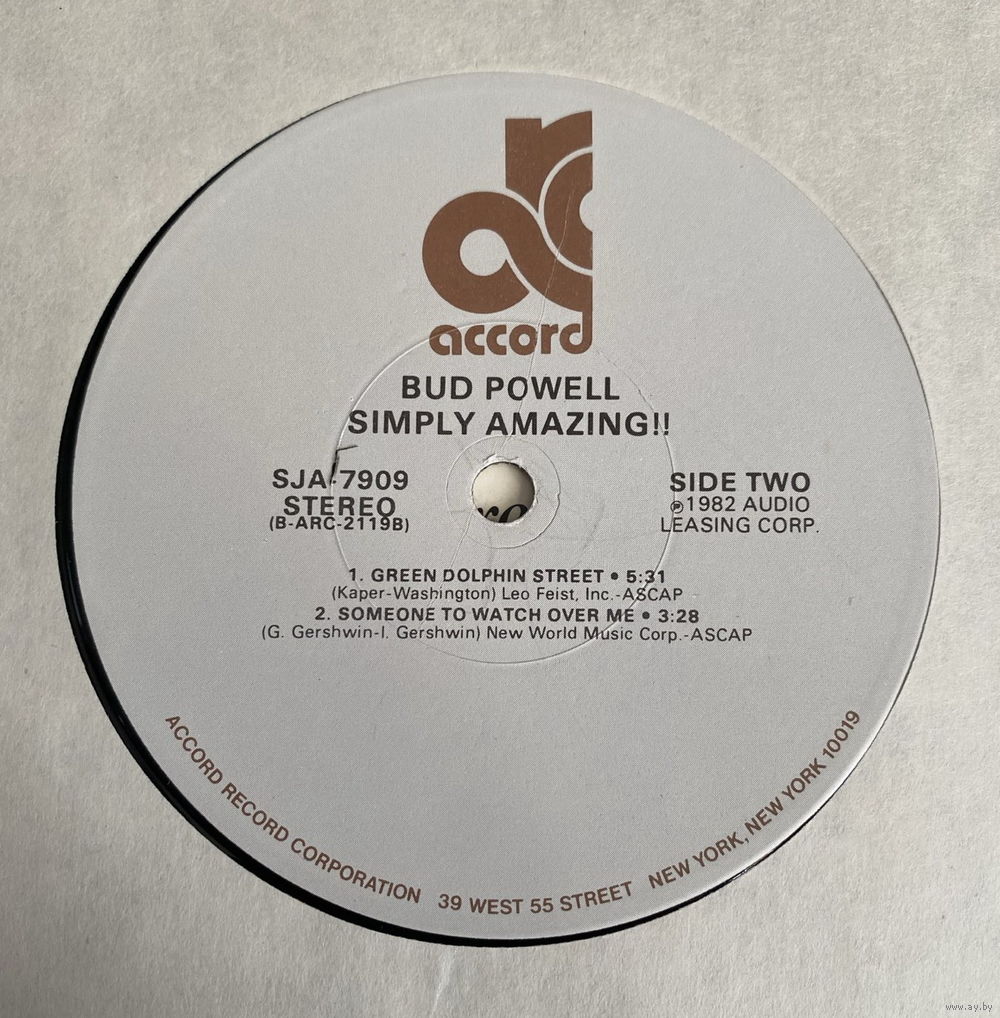 accord
BUD POWELL
SIMPLY AMAZING!!
SJA-7909
STEREO
(B-ARC-2119B)
SIDE TWO
℗1982 AUDIO
LEASING CORP.
1. GREEN DOLPHIN STREET • 5:31
(Kaper-Washington) Leo Feist, Inc.-ASCAP
2. SOMEONE TO WATCH OVER ME • 3:28
(G. Gershwin-I. Gershwin) New World Music Corp.-ASCAP
ACCORD RECORD CORPORATION 39 WEST 55 STREET NEW YORK, NEW YORK 10019
www.ay.by